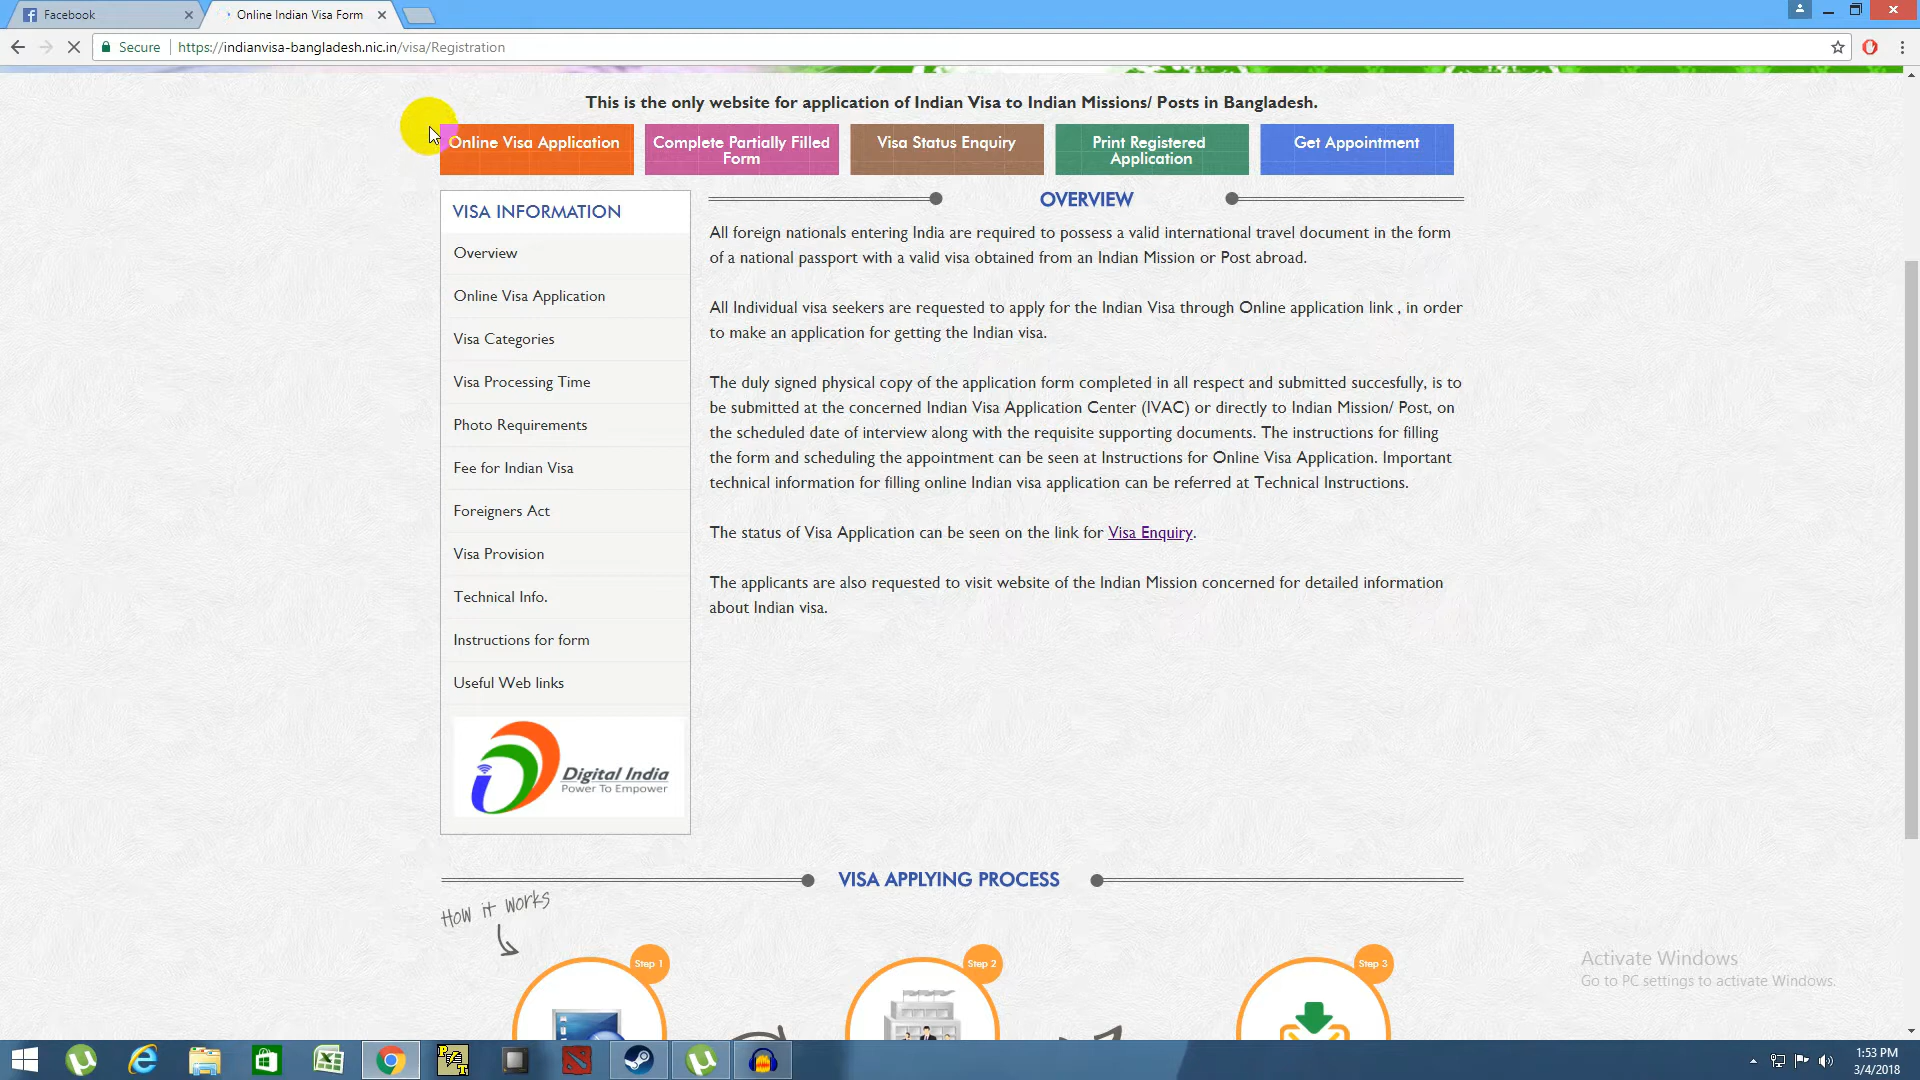 Facebook
Online Indian Visa Form
Secure
https://indianvisa-bangladesh.nic.in/visa/Registration
This is the only website for application of Indian Visa to Indian Missions/ Posts in Bangladesh.
Online Visa Application
Complete Partially Filled
Form
Visa Status Enquiry
Print Registered
Application
Get Appointment
VISA INFORMATION
Overview
Online Visa Application
Visa Categories
Visa Processing Time
Photo Requirements
Fee for Indian Visa
Foreigners Act
Visa Provision
Technical Info.
Instructions for form
Useful Web links
Digital India
Power To Empower
OVERVIEW
All foreign nationals entering India are required to possess a valid international travel document in the form
of a national passport with a valid visa obtained from an Indian Mission or Post abroad.
All Individual visa seekers are requested to apply for the Indian Visa through Online application link , in order
to make an application for getting the Indian visa.
The duly signed physical copy of the application form completed in all respect and submitted succesfully, is to
be submitted at the concerned Indian Visa Application Center (IVAC) or directly to Indian Mission/ Post, on
the scheduled date of interview along with the requisite supporting documents. The instructions for filling
the form and scheduling the appointment can be seen at Instructions for Online Visa Application. Important
technical information for filling online Indian visa application can be referred at Technical Instructions.
The status of Visa Application can be seen on the link for Visa Enquiry.
The applicants are also requested to visit website of the Indian Mission concerned for detailed information
about Indian visa.
VISA APPLYING PROCESS
How it works
Step 1
Step 2
Step 3
Activate Windows
Go to PC settings to activate Windows.
1:53 PM
3/4/2018